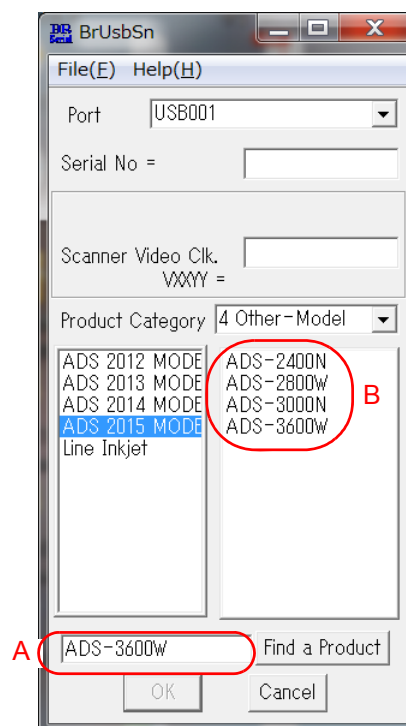 BrUsbSn
File(F) Help(H)
Port USB001
Serial No =
Scanner Video Clk.
VXXYY =
Product Category 4 Other-Model
ADS 2012 MODE
ADS 2013 MODE
ADS 2014 MODE
ADS 2015 MODE
Line Inkjet
ADS-2400N
ADS-2800W
ADS-3000N
ADS-3600W
B
A
ADS-3600W Find a Product
OK Cancel